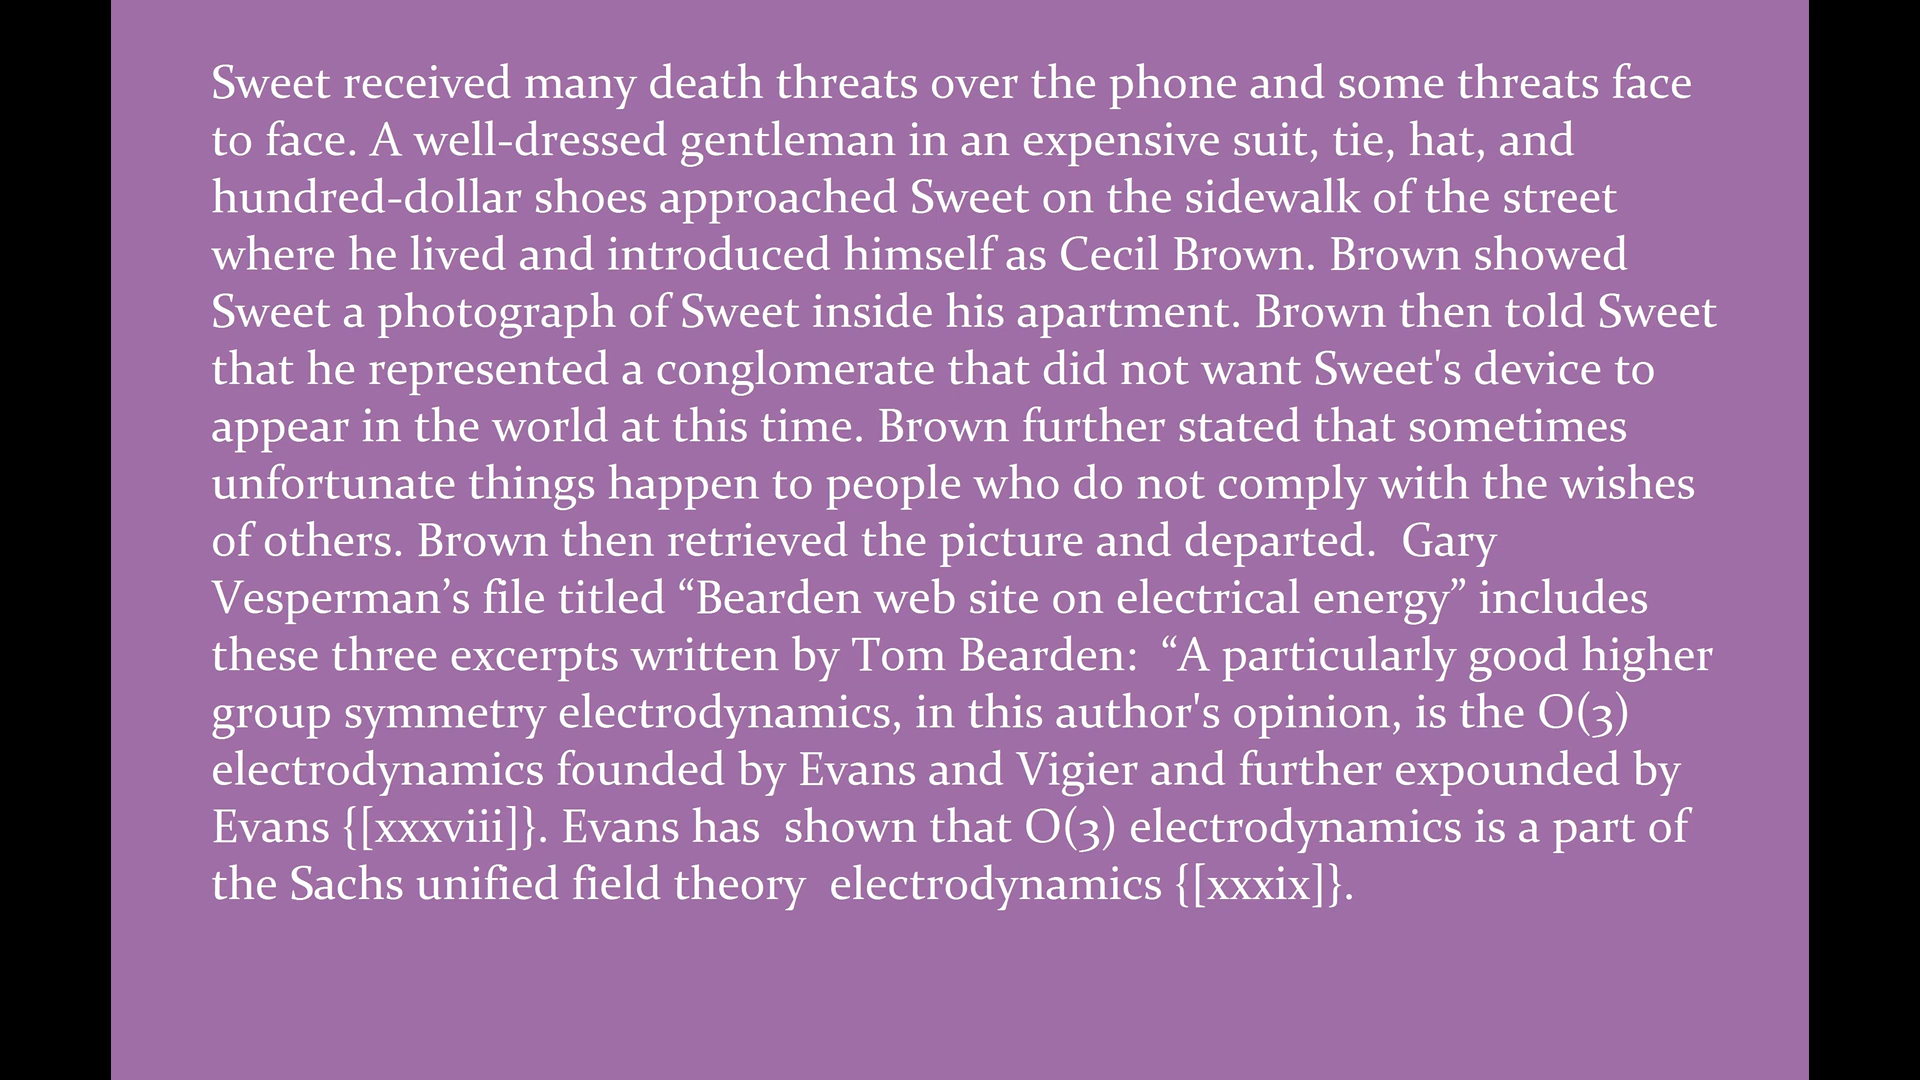 Sweet received many death threats over the phone and some threats face
to face. A well-dressed gentleman in an expensive suit, tie, hat, and
hundred-dollar shoes approached Sweet on the sidewalk of the street
where he lived and introduced himself as Cecil Brown. Brown showed
Sweet a photograph of Sweet inside his apartment. Brown then told Sweet
that he represented a conglomerate that did not want Sweet's device to
appear in the world at this time. Brown further stated that sometimes
unfortunate things happen to people who do not comply with the wishes
of others. Brown then retrieved the picture and departed.  Gary
Vesperman’s file titled “Bearden web site on electrical energy” includes
these three excerpts written by Tom Bearden:  “A particularly good higher
group symmetry electrodynamics, in this author's opinion, is the O(3)
electrodynamics founded by Evans and Vigier and further expounded by
Evans {[xxxviii]}. Evans has  shown that O(3) electrodynamics is a part of
the Sachs unified field theory  electrodynamics {[xxxix]}.